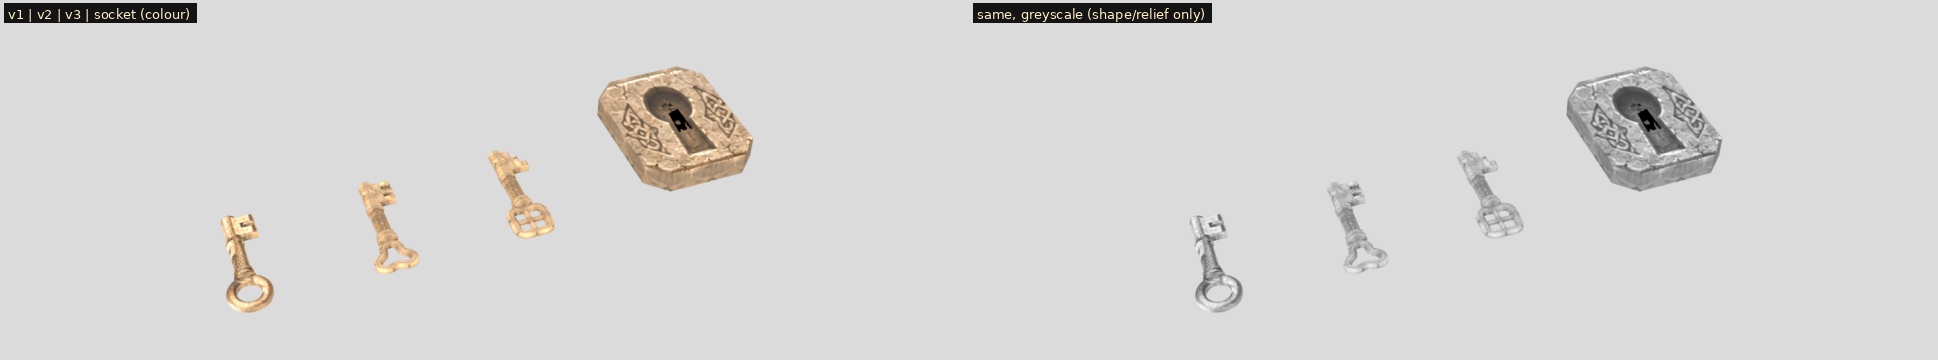 v1 | v2 | v3 | socket (colour)
same, greyscale (shape/relief only)